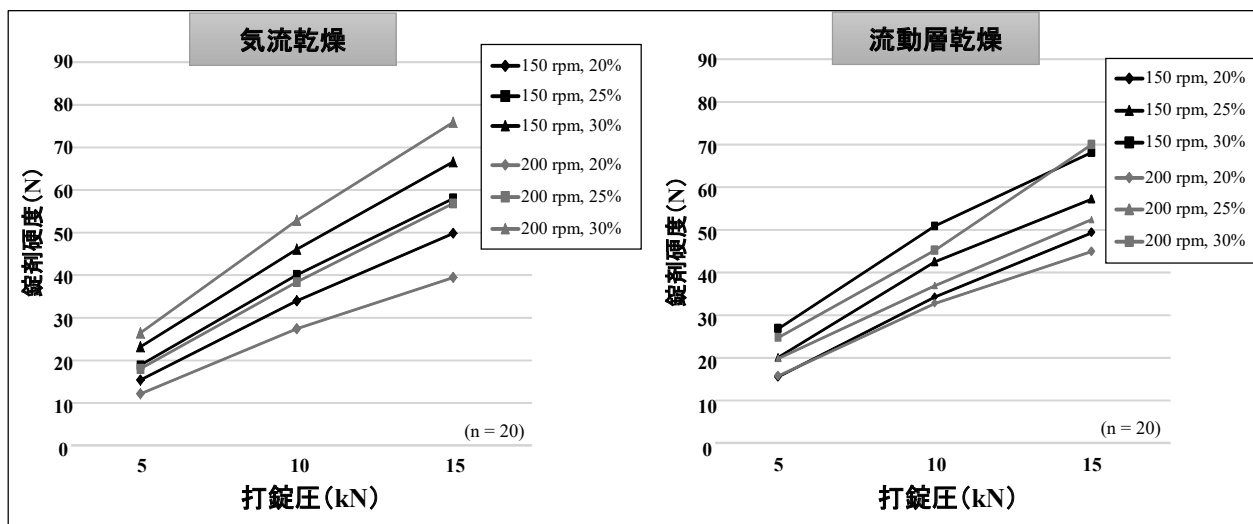 気流乾燥
90
80
70
60
50
40
30
20
10
0
錠剤硬度(N)
150 rpm, 20%
150 rpm, 25%
150 rpm, 30%
200 rpm, 20%
200 rpm, 25%
200 rpm, 30%
(n = 20)
5 10 15
打錠圧(kN)
流動層乾燥
90
80
70
60
50
40
30
20
10
0
錠剤硬度(N)
150 rpm, 20%
150 rpm, 25%
150 rpm, 30%
200 rpm, 20%
200 rpm, 25%
200 rpm, 30%
(n = 20)
5 10 15
打錠圧(kN)